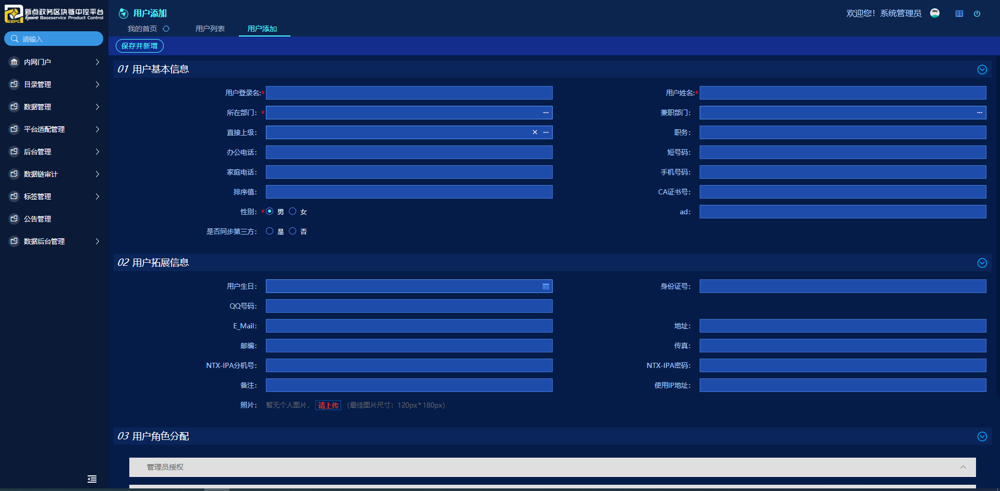 新点政务区块链中控平台
Epoint Baseservice Product Control
EBPC
用户添加
欢迎您！系统管理员
我的首页
用户列表
用户添加
请输入
保存并新增
内网门户
目录管理
数据管理
平台适配管理
后台管理
数据链审计
标签管理
公告管理
数据后台管理
01 用户基本信息
用户登录名:*
用户姓名:*
所在部门： *
兼职部门：
直接上级：
职务：
办公电话：
短号码：
家庭电话：
手机号码：
排序值：
CA证书号：
性别： * 男 女
ad：
是否同步第三方： 是 否
02 用户拓展信息
用户生日：
身份证号：
QQ号码：
E_Mail：
地址：
邮编：
传真：
NTX-IPA分机号：
NTX-IPA密码：
备注：
使用IP地址：
照片： 暂无个人图片， 请上传 （最佳图片尺寸：120px*180px）
03 用户角色分配
管理员授权